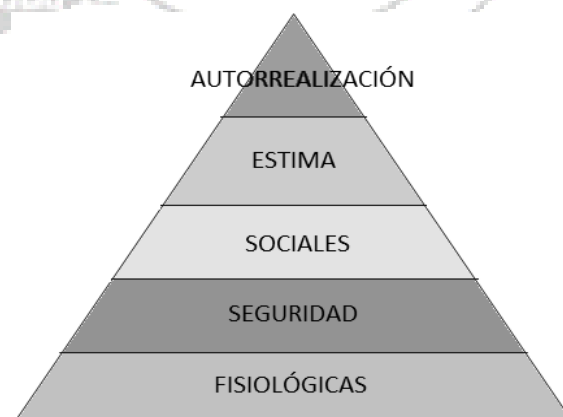 AUTORREALIZACIÓN
ESTIMA
SOCIALES
SEGURIDAD
FISIOLÓGICAS